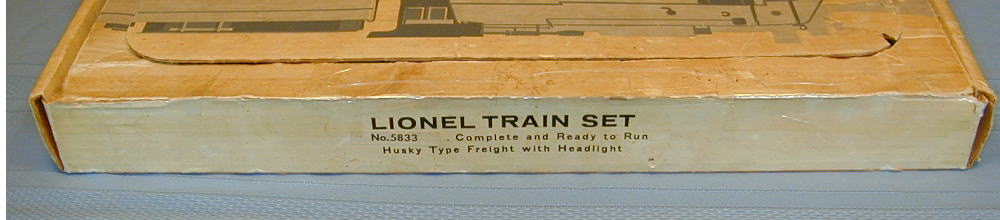 LIONEL TRAIN SET
No.5833 . Complete and Ready to Run
Husky Type Freight with Headlight